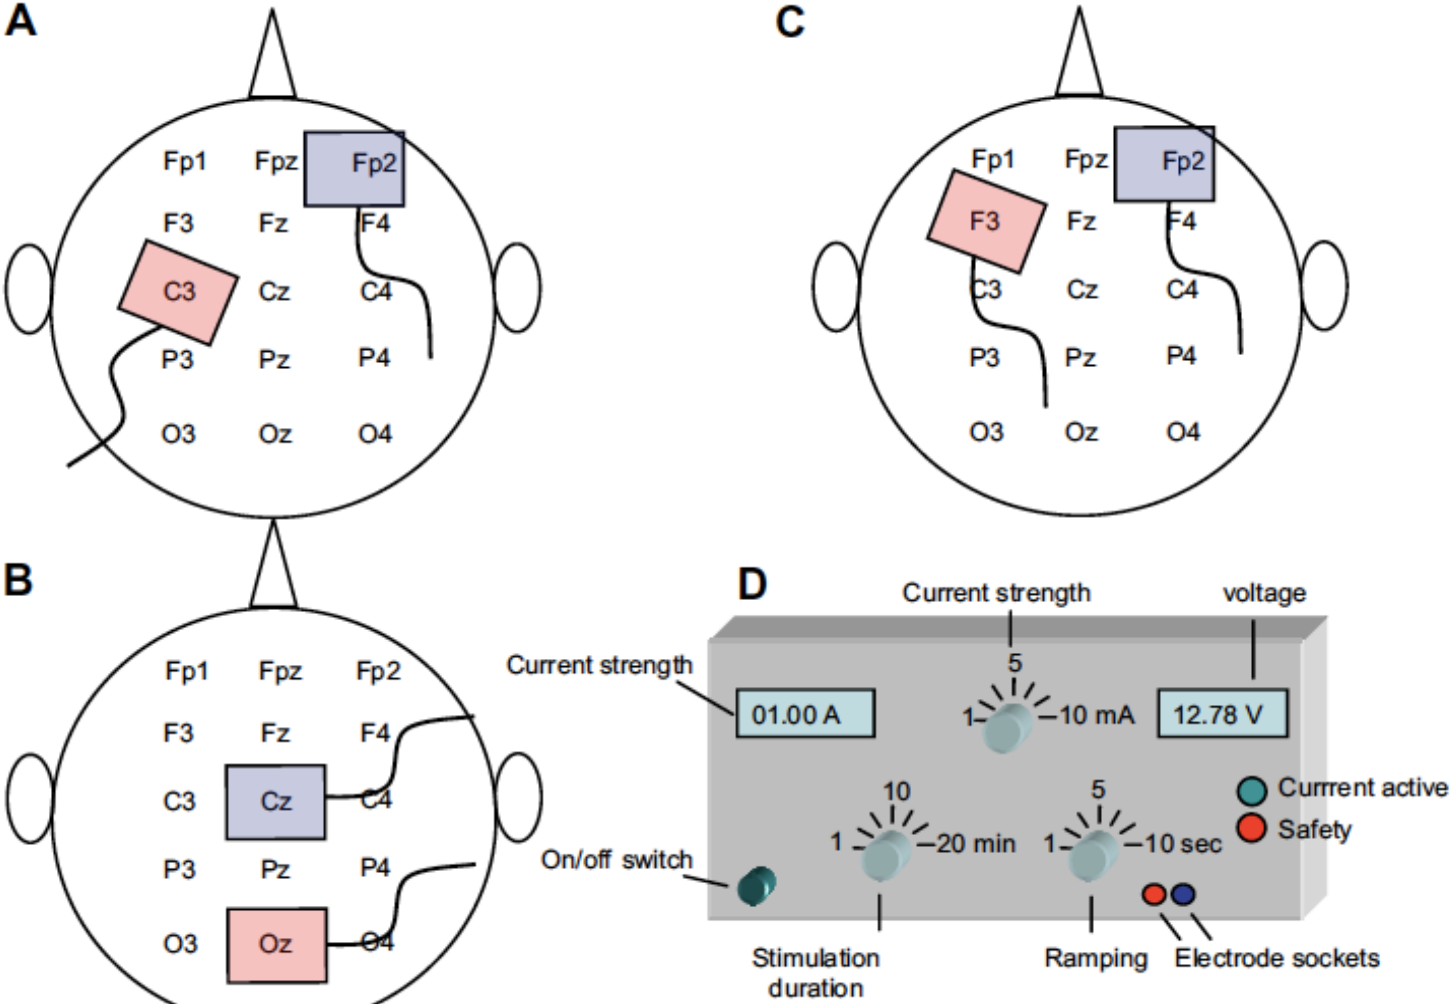 A
Fp1 Fpz Fp2
F3 Fz F4
C3 Cz C4
P3 Pz P4
O3 Oz O4
C
Fp1 Fpz Fp2
F3 Fz F4
C3 Cz C4
P3 Pz P4
O3 Oz O4
B
Fp1 Fpz Fp2
F3 Fz F4
C3 Cz C4
P3 Pz P4
O3 Oz O4
D
Current strength
voltage
Current strength
5
01.00 A
1 10 mA
12.78 V
10
5
Currrent active
1 20 min
1 10 sec
Safety
On/off switch
Stimulation
duration
Ramping
Electrode sockets